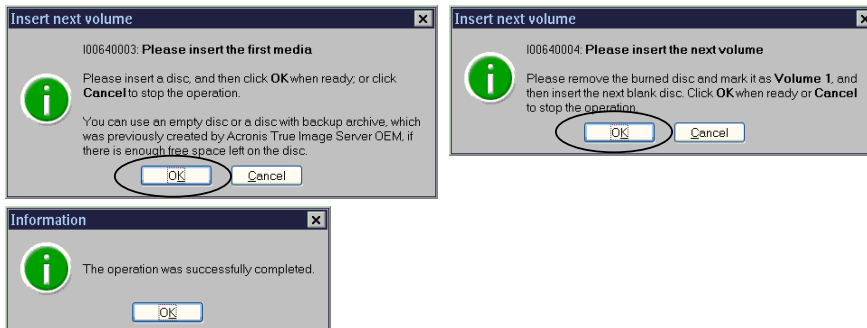 Insert next volume
I00640003: Please insert the first media
Please insert a disc, and then click OK when ready; or click
Cancel to stop the operation.
You can use an empty disc or a disc with backup archive, which
was previously created by Acronis True Image Server OEM, if
there is enough free space left on the disc.
OK Cancel
Insert next volume
I00640004: Please insert the next volume
Please remove the burned disc and mark it as Volume 1, and
then insert the next blank disc. Click OK when ready or Cancel
to stop the operation.
OK Cancel
Information
The operation was successfully completed.
OK